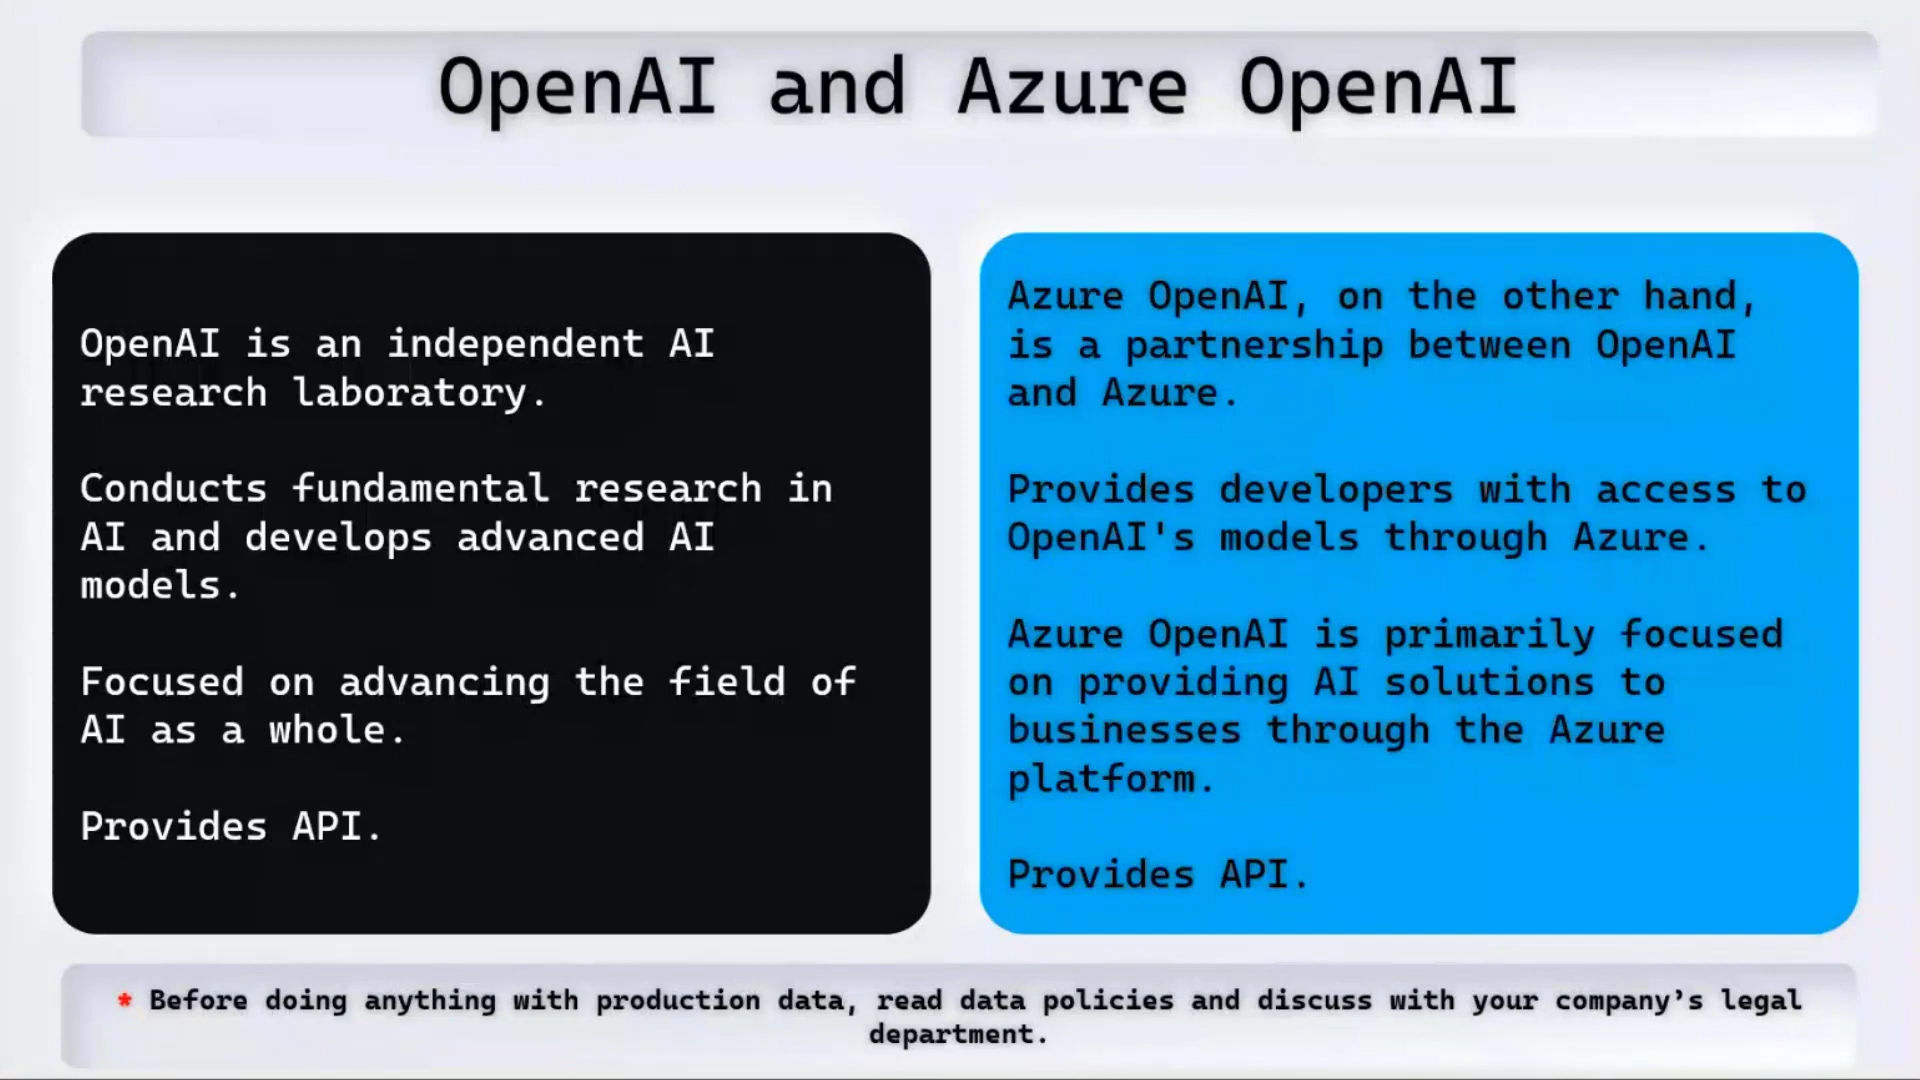 OpenAI and Azure OpenAI
OpenAI is an independent AI
research laboratory.
Conducts fundamental research in
AI and develops advanced AI
models.
Focused on advancing the field of
AI as a whole.
Provides API.
Azure OpenAI, on the other hand,
is a partnership between OpenAI
and Azure.
Provides developers with access to
OpenAI's models through Azure.
Azure OpenAI is primarily focused
on providing AI solutions to
businesses through the Azure
platform.
Provides API.
* Before doing anything with production data, read data policies and discuss with your company’s legal
department.